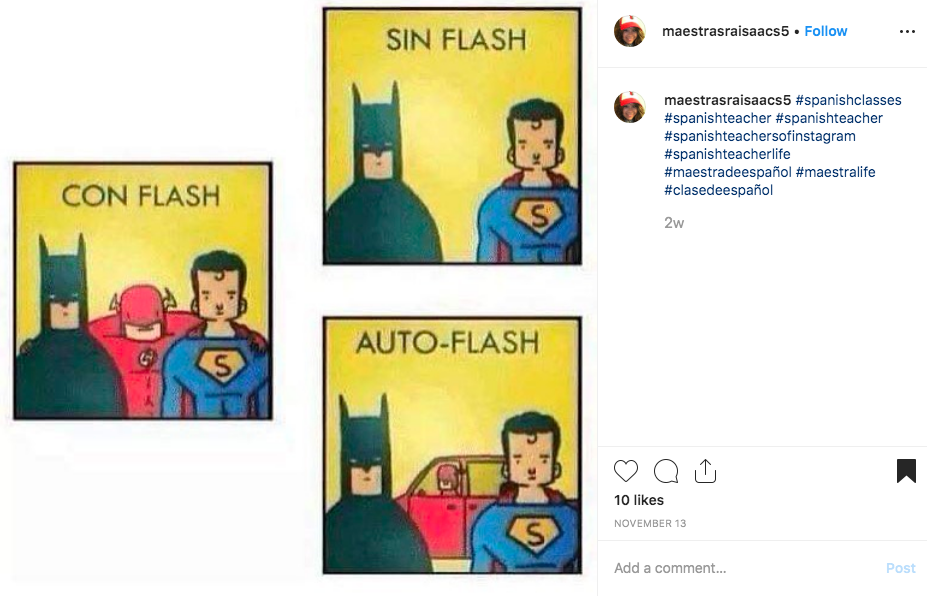 SIN FLASH
S
CON FLASH
S
AUTO-FLASH
S
maestrasraisaacs5 • Follow
maestrasraisaacs5 #spanishclasses
#spanishteacher #spanishteacher
#spanishteachersofinstagram
#spanishteacherlife
#maestradeespañol #maestralife
#clasedeespañol
2w
10 likes
NOVEMBER 13
Add a comment...
Post